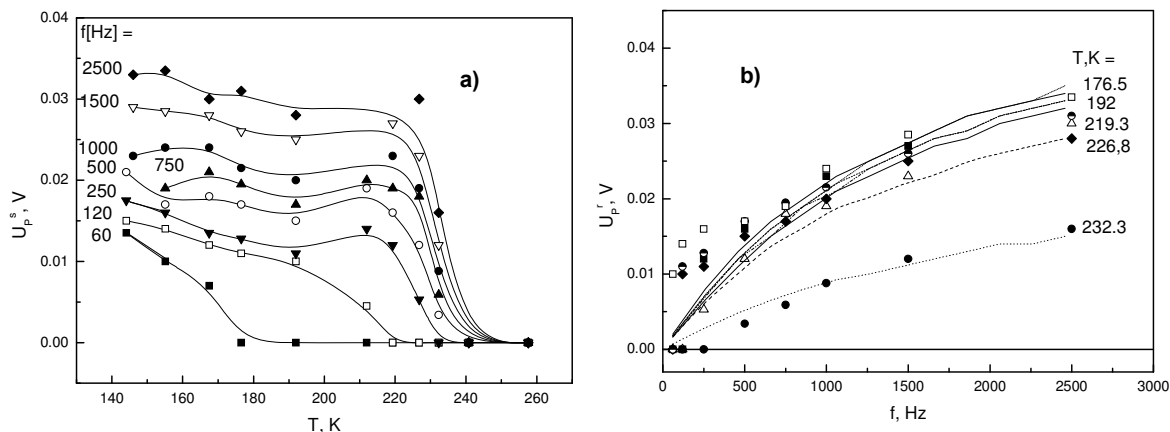 0.04
0.03
0.02
0.01
0.00
U_P^s, V
f[Hz] =
2500
1500
1000
750
500
250
120
60
a)
140 160 180 200 220 240 260
T, K
0.04
0.03
0.02
0.01
0.00
U_P^r, V
b)
T,K =
176.5
192
219.3
226,8
232.3
0 500 1000 1500 2000 2500 3000
f, Hz